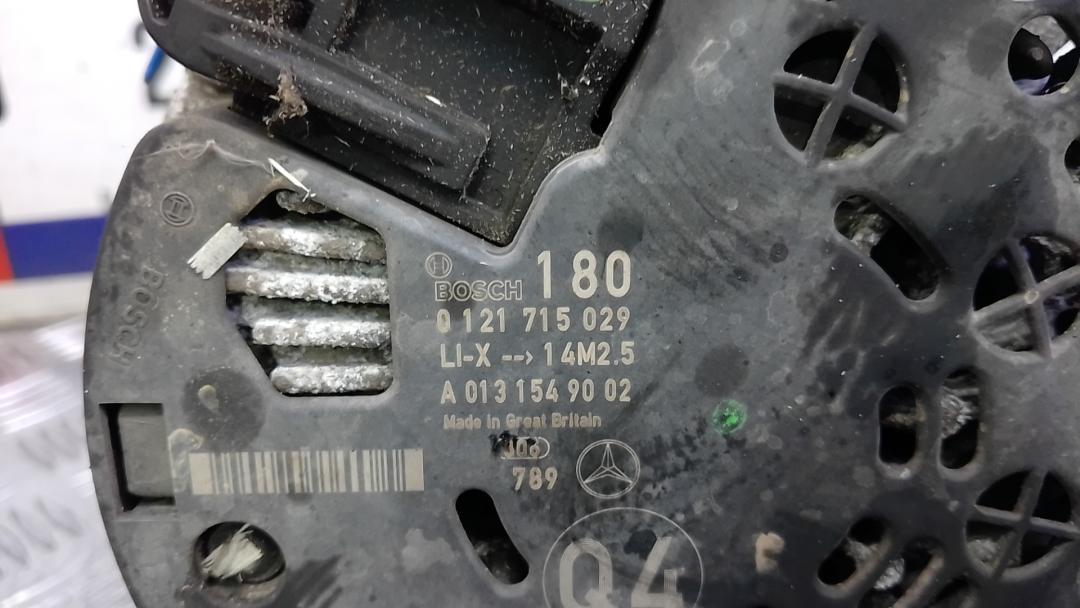 BOSCH
BOSCH 180
0 121 715 029
LI-X --> 14M2.5
A 013 154 90 02
Made in Great Britain
789
Q4